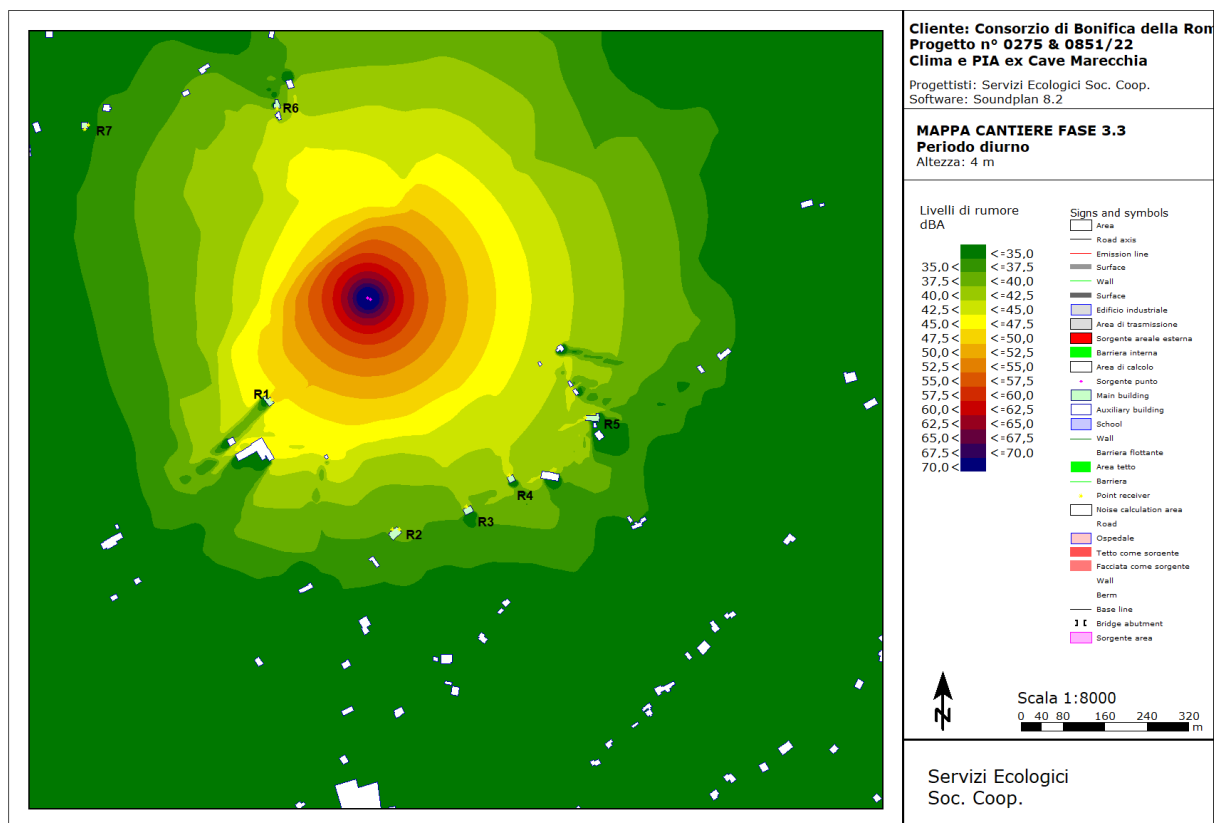 Cliente: Consorzio di Bonifica della Rom
Progetto n° 0275 & 0851/22
Clima e PIA ex Cave Marecchia
Progettisti: Servizi Ecologici Soc. Coop.
Software: Soundplan 8.2
MAPPA CANTIERE FASE 3.3
Periodo diurno
Altezza: 4 m
Livelli di rumore
dBA
<=35,0
35,0< <=37,5
37,5< <=40,0
40,0< <=42,5
42,5< <=45,0
45,0< <=47,5
47,5< <=50,0
50,0< <=52,5
52,5< <=55,0
55,0< <=57,5
57,5< <=60,0
60,0< <=62,5
62,5< <=65,0
65,0< <=67,5
67,5< <=70,0
70,0<
Signs and symbols
Area
Road axis
Emission line
Surface
Wall
Surface
Edificio industriale
Area di trasmissione
Sorgente areale esterna
Barriera interna
Area di calcolo
Sorgente punto
Main building
Auxiliary building
School
Wall
Barriera flottante
Area tetto
Barriera
Point receiver
Noise calculation area
Road
Ospedale
Tetto come sorgente
Facciata come sorgente
Wall
Berm
Base line
Bridge abutment
Sorgente area
N
Scala 1:8000
0 40 80 160 240 320
m
Servizi Ecologici
Soc. Coop.
R6
R7
R1
R5
R4
R3
R2